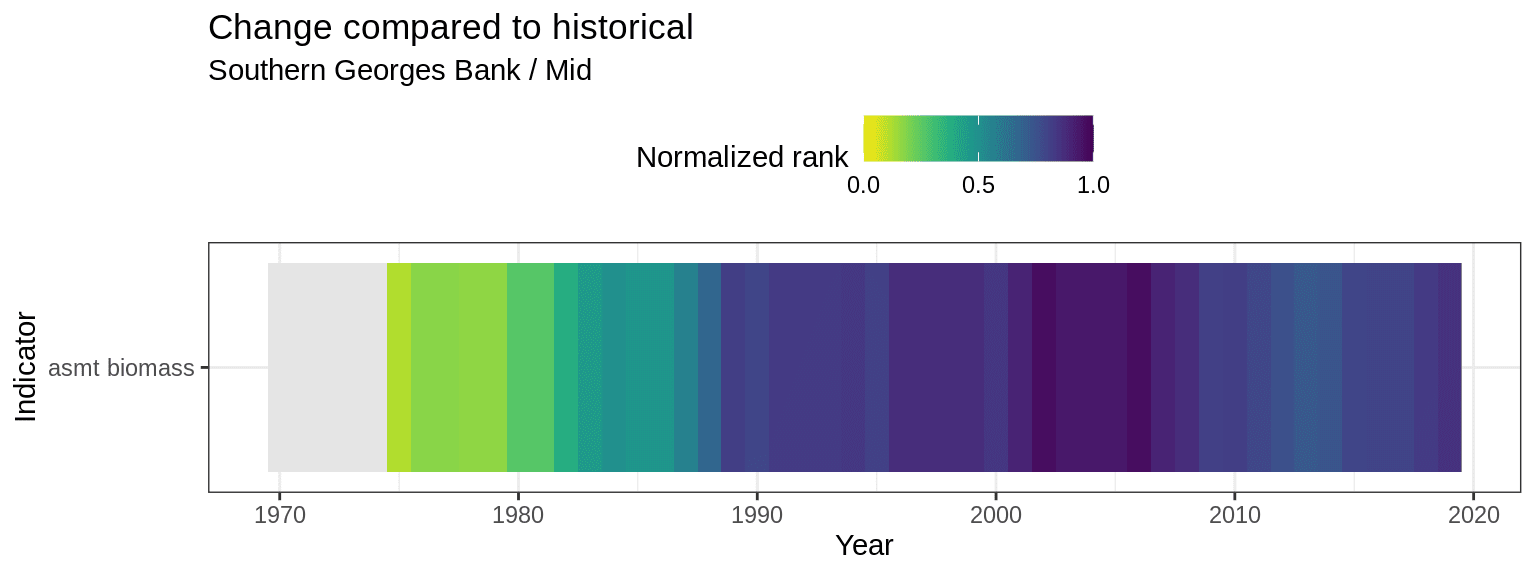 Change compared to historical
Southern Georges Bank / Mid
Normalized rank
0.0 0.5 1.0
Indicator
asmt biomass
1970 1980 1990 2000 2010 2020
Year